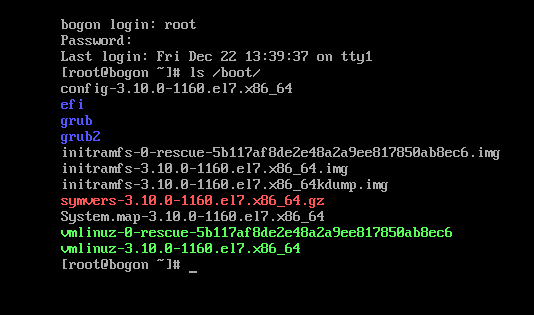 bogon login: root
Password:
Last login: Fri Dec 22 13:39:37 on tty1
[root@bogon ~]# ls /boot/
config-3.10.0-1160.el7.x86_64
efi
grub
grub2
initramfs-0-rescue-5b117af8de2e48a2a9ee817850ab8ec6.img
initramfs-3.10.0-1160.el7.x86_64.img
initramfs-3.10.0-1160.el7.x86_64kdump.img
symvers-3.10.0-1160.el7.x86_64.gz
System.map-3.10.0-1160.el7.x86_64
vmlinuz-0-rescue-5b117af8de2e48a2a9ee817850ab8ec6
vmlinuz-3.10.0-1160.el7.x86_64
[root@bogon ~]# _